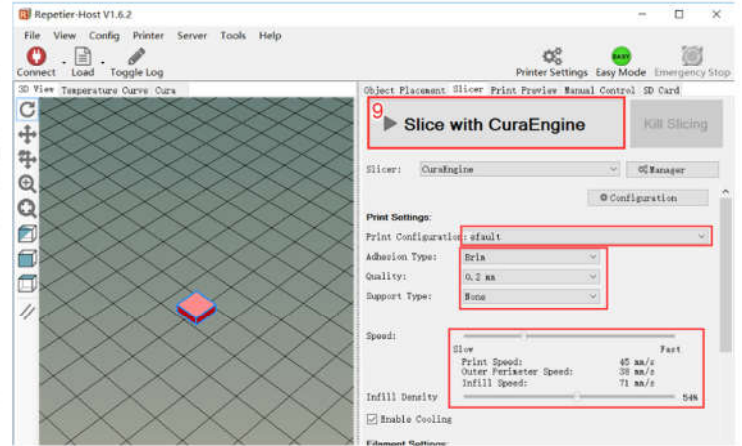 Repetier-Host V1.6.2
File View Config Printer Server Tools Help
Connect Load Toggle Log
Printer Settings Easy Mode Emergency Stop
EASY
3D View Temperature Curve Cura
Object Placement Slicer Print Preview Manual Control SD Card
9
Slice with CuraEngine
Kill Slicing
Slicer: CuraEngine
Manager
Configuration
Print Settings:
Print Configuration: efault
Adhesion Type: Brim
Quality: 0.2 mm
Support Type: None
Speed:
Slow Fast
Print Speed: 45 mm/s
Outer Perimeter Speed: 38 mm/s
Infill Speed: 71 mm/s
Infill Density 54%
Enable Cooling
Filament Settings: